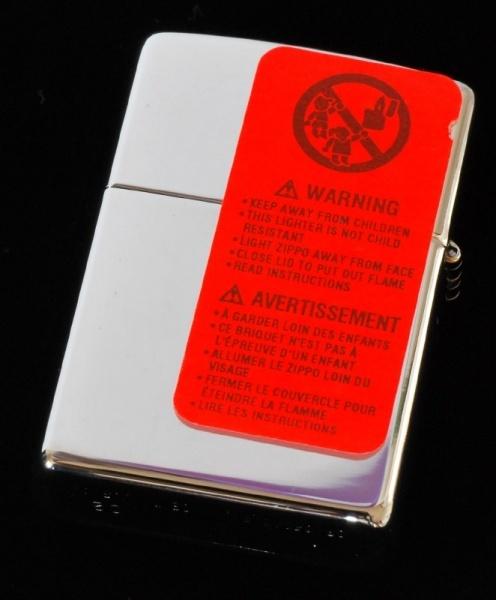 WARNING
• KEEP AWAY FROM CHILDREN
• THIS LIGHTER IS NOT CHILD
RESISTANT
• LIGHT ZIPPO AWAY FROM FACE
• CLOSE LID TO PUT OUT FLAME
• READ INSTRUCTIONS
AVERTISSEMENT
• À GARDER LOIN DES ENFANTS
• CE BRIQUET N'EST PAS À
L'ÉPREUVE D'UN ENFANT
• ALLUMER LE ZIPPO LOIN DU
VISAGE
• FERMER LE COUVERCLE POUR
ÉTEINDRE LA FLAMME
• LIRE LES INSTRUCTIONS